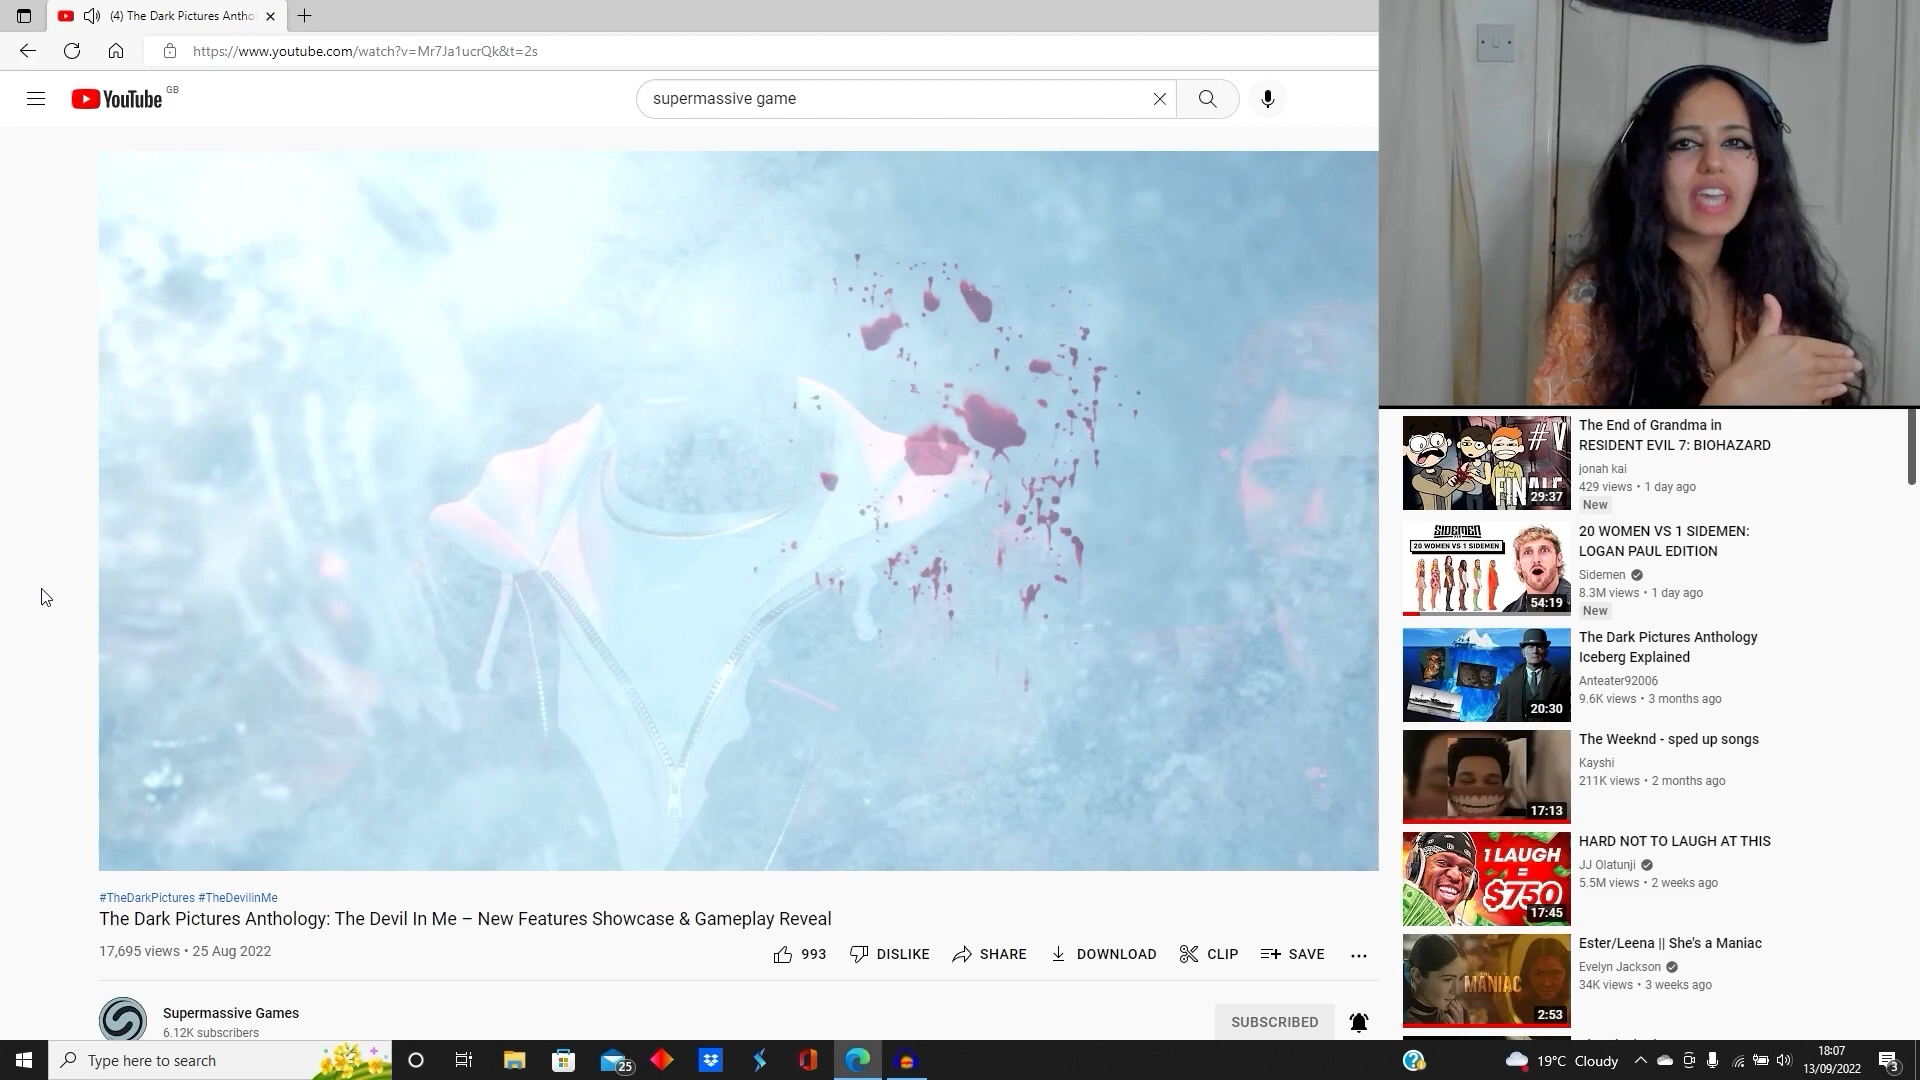 (4) The Dark Pictures Antho
https://www.youtube.com/watch?v=Mr7Ja1ucrQk&t=2s
YouTube GB
supermassive game
#TheDarkPictures #TheDevilinMe
The Dark Pictures Anthology: The Devil In Me – New Features Showcase & Gameplay Reveal
17,695 views • 25 Aug 2022
993
DISLIKE
SHARE
DOWNLOAD
CLIP
SAVE
Supermassive Games
6.12K subscribers
SUBSCRIBED
#V
FINALE
29:37
The End of Grandma in
RESIDENT EVIL 7: BIOHAZARD
jonah kai
429 views • 1 day ago
New
SIDEMEN
20 WOMEN VS 1 SIDEMEN
54:19
20 WOMEN VS 1 SIDEMEN:
LOGAN PAUL EDITION
Sidemen
8.3M views • 1 day ago
New
20:30
The Dark Pictures Anthology
Iceberg Explained
Anteater92006
9.6K views • 3 months ago
17:13
The Weeknd - sped up songs
Kayshi
211K views • 2 months ago
1 LAUGH
=
$750
17:45
HARD NOT TO LAUGH AT THIS
JJ Olatunji
5.5M views • 2 weeks ago
MANIAC
2:53
Ester/Leena || She's a Maniac
Evelyn Jackson
34K views • 3 weeks ago
Type here to search
25
19°C Cloudy
18:07
13/09/2022
3